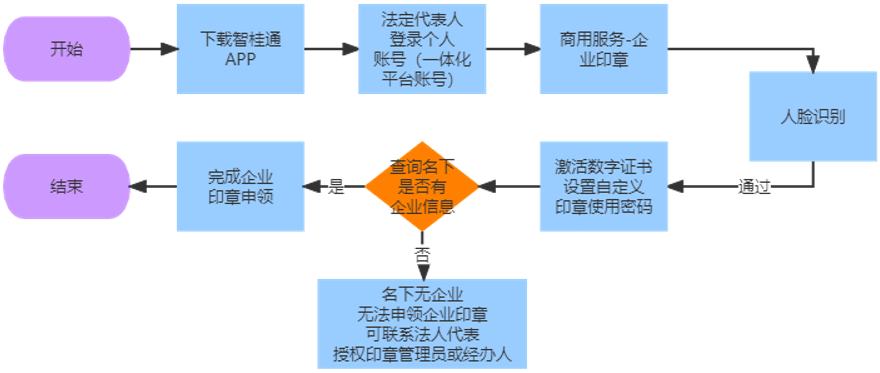 开始
下载智桂通
APP
法定代表人
登录个人
账号（一体化
平台账号）
商用服务-企
业印章
人脸识别
通过
激活数字证书
设置自定义
印章使用密码
查询名下
是否有
企业信息
是
完成企业
印章申领
结束
否
名下无企业
无法申领企业印章
可联系法人代表
授权印章管理员或经办人